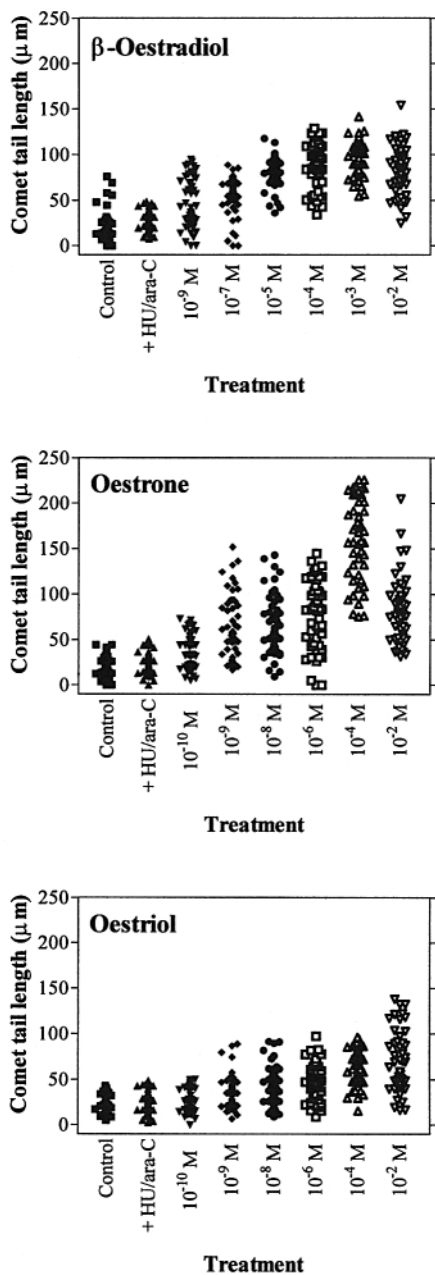 β-Oestradiol
Comet tail length (μm)
250
200
150
100
50
0
Control
+ HU/ara-C
10⁻⁹ M
10⁻⁷ M
10⁻⁵ M
10⁻⁴ M
10⁻³ M
10⁻² M
Treatment
Oestrone
Comet tail length (μm)
250
200
150
100
50
0
Control
+ HU/ara-C
10⁻¹⁰ M
10⁻⁹ M
10⁻⁸ M
10⁻⁶ M
10⁻⁴ M
10⁻² M
Treatment
Oestriol
Comet tail length (μm)
250
200
150
100
50
0
Control
+ HU/ara-C
10⁻¹⁰ M
10⁻⁹ M
10⁻⁸ M
10⁻⁶ M
10⁻⁴ M
10⁻² M
Treatment